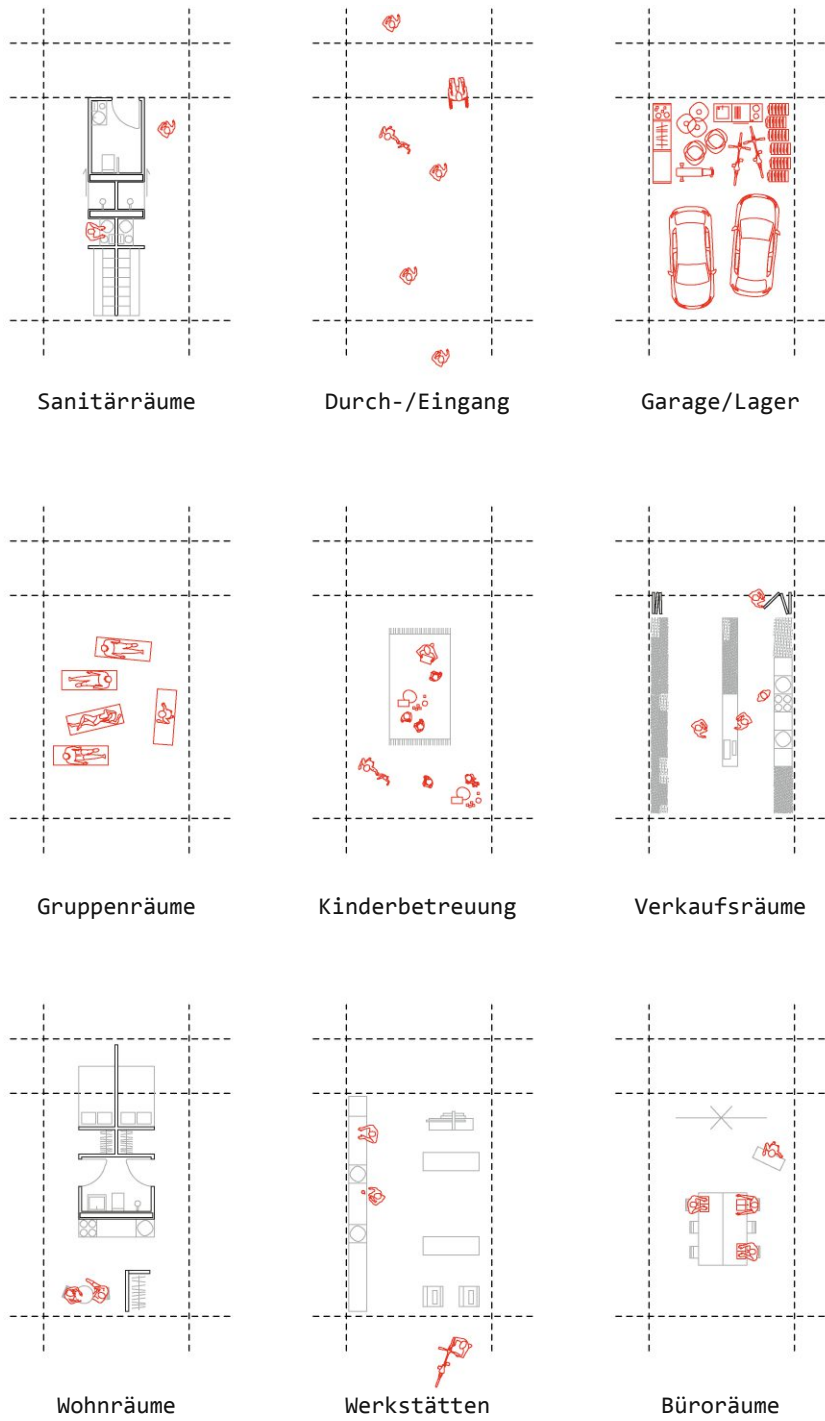 Sanitärräume
Durch-/Eingang
Garage/Lager
Gruppenräume
Kinderbetreuung
Verkaufsräume
Wohnräume
Werkstätten
Büroräume